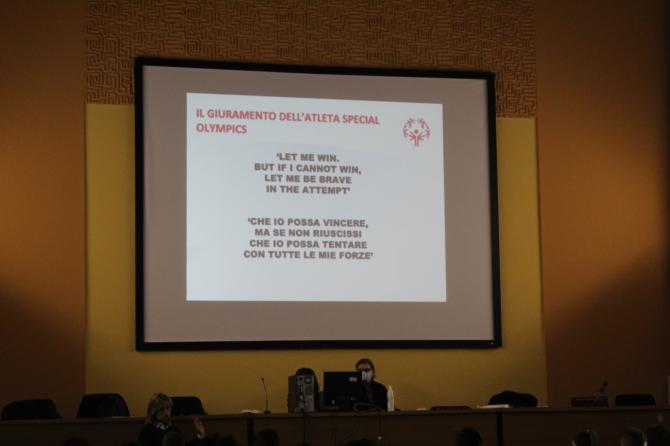 IL GIURAMENTO DELL'ATLETA SPECIAL
OLYMPICS
'LET ME WIN.
BUT IF I CANNOT WIN,
LET ME BE BRAVE
IN THE ATTEMPT'
'CHE IO POSSA VINCERE,
MA SE NON RIUSCISSI
CHE IO POSSA TENTARE
CON TUTTE LE MIE FORZE'